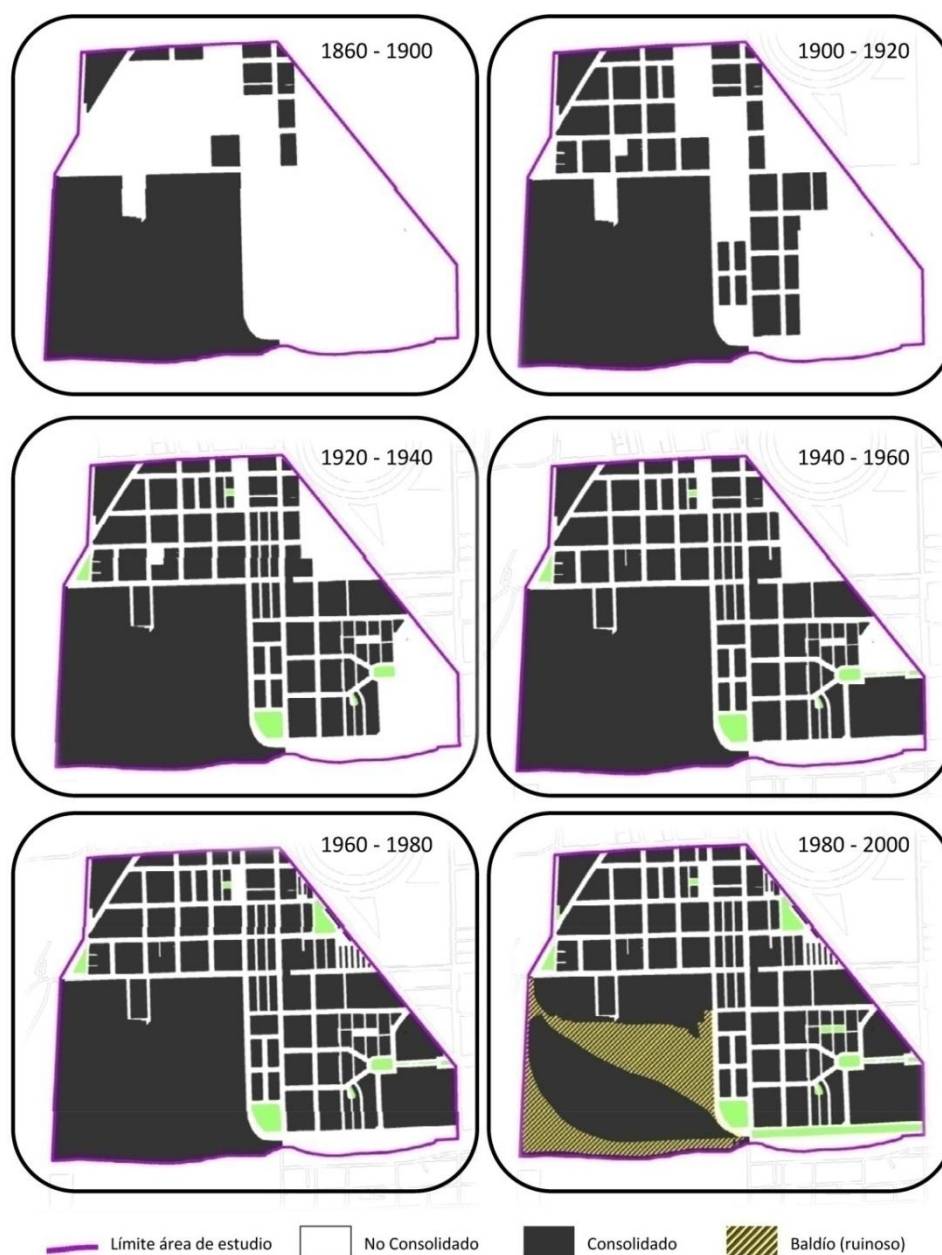 1860 - 1900
1900 - 1920
1920 - 1940
1940 - 1960
1960 - 1980
1980 - 2000
Límite área de estudio
No Consolidado
Consolidado
Baldío (ruinoso)